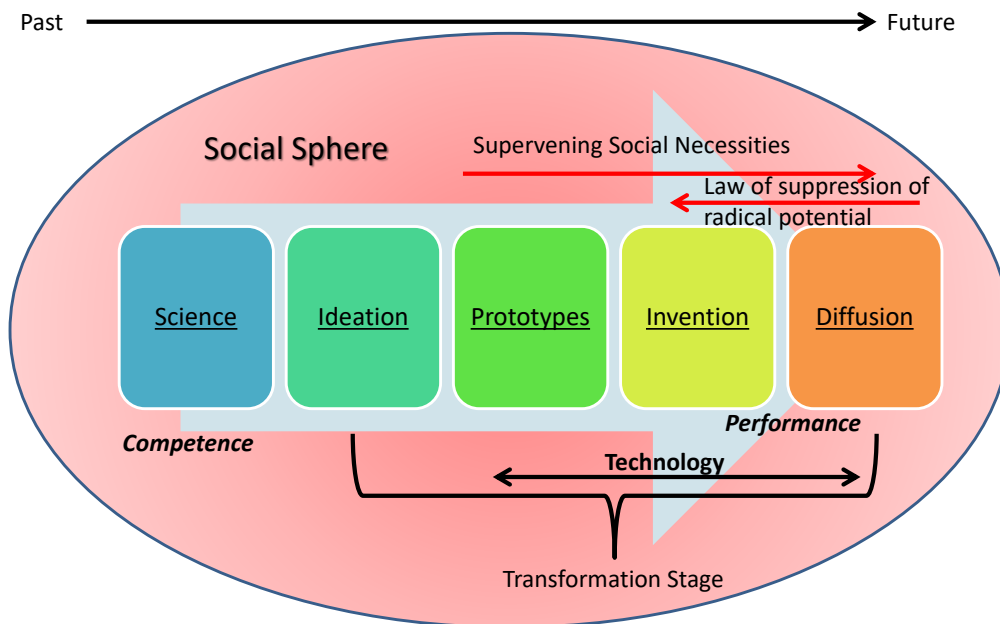 Past
Future
Social Sphere
Supervening Social Necessities
Law of suppression of
radical potential
Science
Ideation
Prototypes
Invention
Diffusion
Competence
Performance
Technology
Transformation Stage